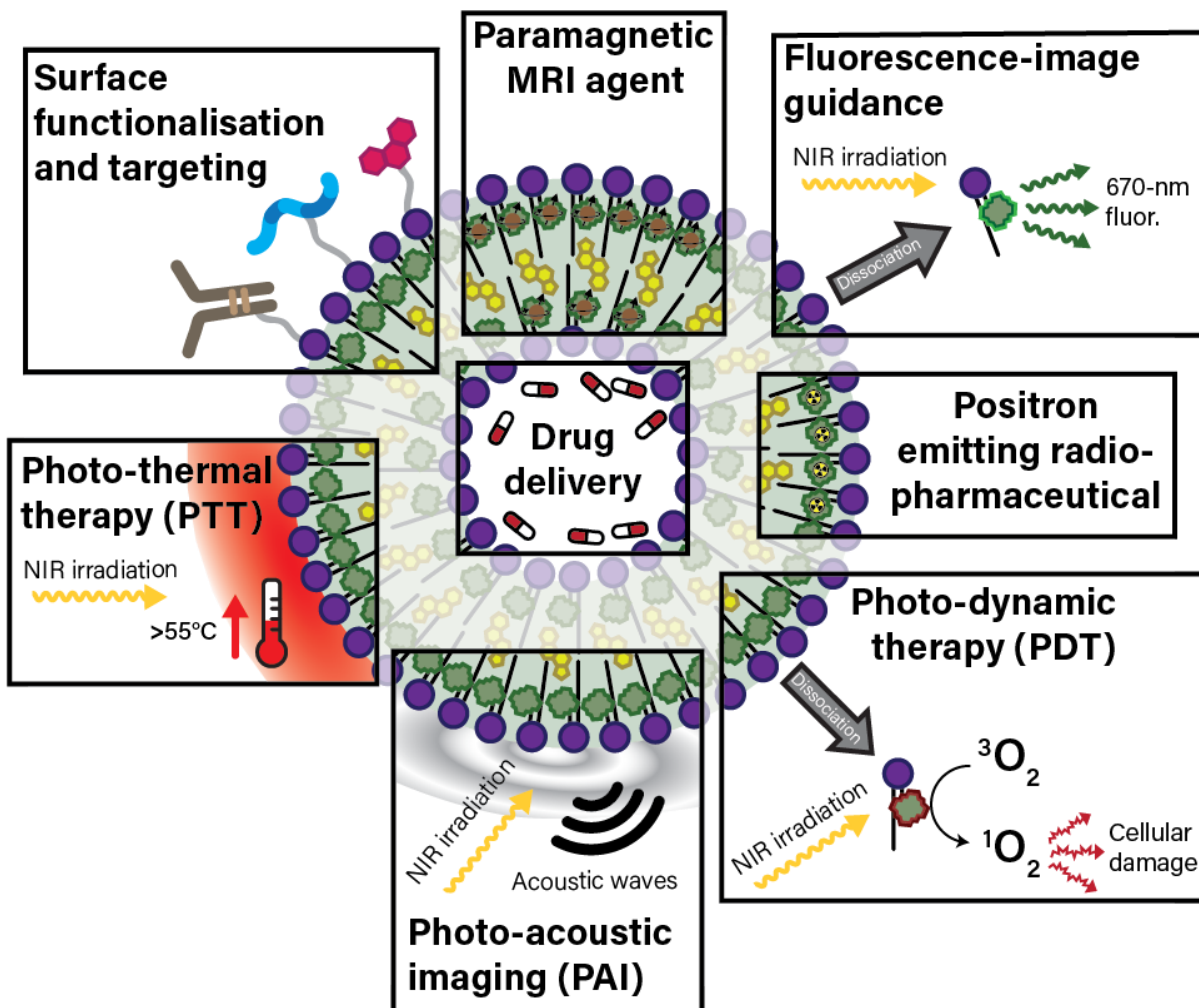 Surface
functionalisation
and targeting
Paramagnetic
MRI agent
Fluorescence-image
guidance
NIR irradiation
670-nm
fluor.
Dissociation
Drug
delivery
Positron
emitting radio-
pharmaceutical
Photo-thermal
therapy (PTT)
NIR irradiation
>55°C
Photo-dynamic
therapy (PDT)
Dissociation
NIR irradiation
³O₂
¹O₂
Cellular
damage
NIR irradiation
Acoustic waves
Photo-acoustic
imaging (PAI)